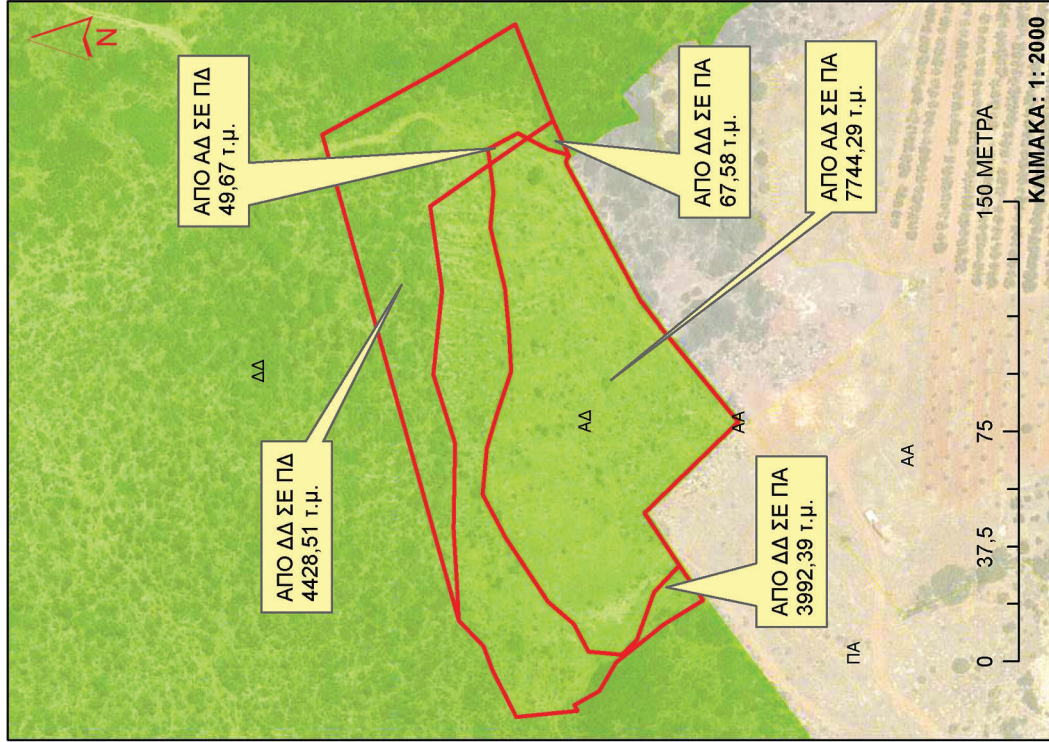 N
ΑΠΟ ΑΔ ΣΕ ΠΔ
49,67 τ.μ.
ΑΠΟ ΔΔ ΣΕ ΠΑ
67,58 τ.μ.
ΑΠΟ ΑΔ ΣΕ ΠΑ
7744,29 τ.μ.
ΔΔ
ΑΠΟ ΔΔ ΣΕ ΠΔ
4428,51 τ.μ.
ΑΔ
ΑΑ
ΑΑ
ΑΠΟ ΔΔ ΣΕ ΠΑ
3992,39 τ.μ.
ΠΑ
0 37,5 75 150 ΜΕΤΡΑ
ΚΛΙΜΑΚΑ: 1: 2000